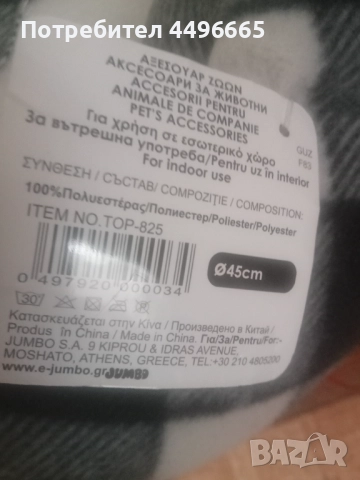 Потребител 4496665
ΑΞΕΣΟΥΑΡ ΖΩΩΝ
АКСЕСОАРИ ЗА ЖИВОТНИ
ACCESORII PENTRU
ANIMALE DE COMPANIE
PET'S ACCESSORIES
Για χρήση σε εσωτερικό χώρο
За вътрешна употреба/Pentru uz în interior
For indoor use
ΣΥΝΘΕΣΗ / СЪСТАВ/ COMPOZIŢIE / COMPOSITION:
100%Πολυεστέρας/Полиестер/Poliester/Polyester
ITEM NO. TOP-825
0 497920 000034
Ø45cm
Κατασκευάζεται στην Κίνα / Произведено в Китай /
Produs În China / Made in China. Για/За/Pentru/For:-
JUMBO S.A. 9 KIPROU & IDRAS AVENUE,
MOSHATO, ATHENS, GREECE, TEL:+30 210 4805200
www.e-jumbo.gr
bazar